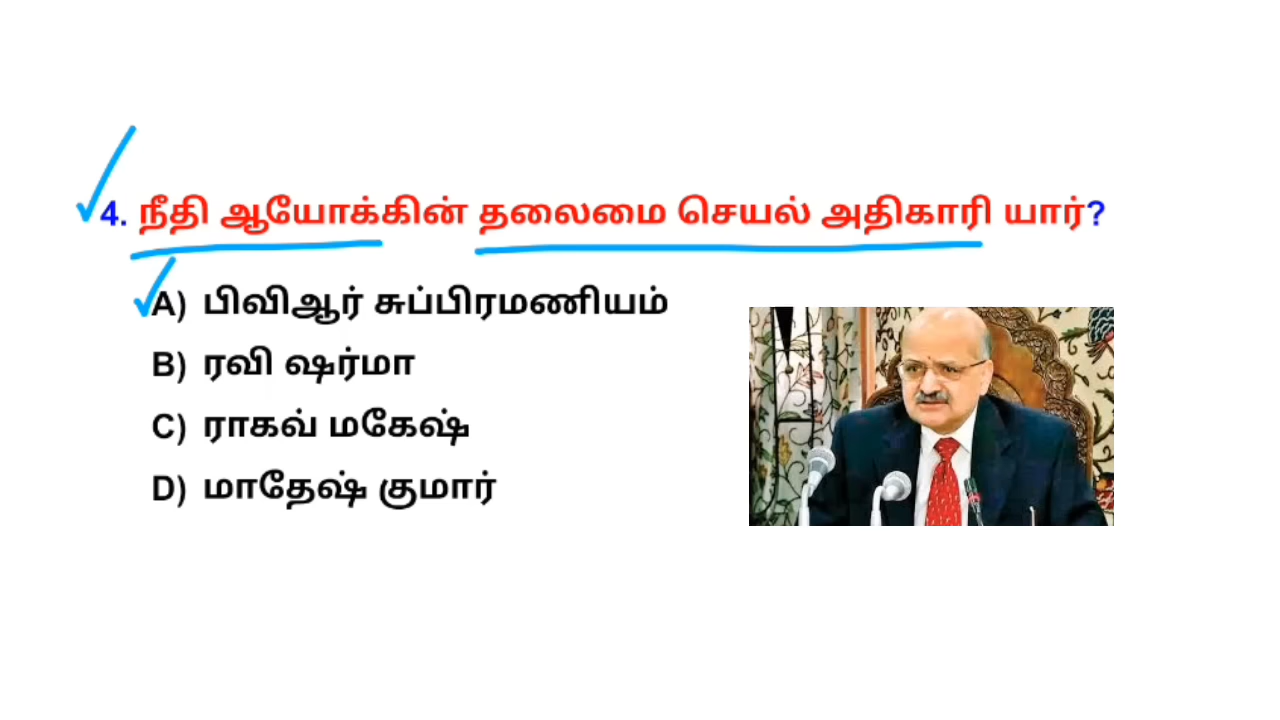 4. நீதி ஆயோக்கின் தலைமை செயல் அதிகாரி யார்?
A) பிவிஆர் சுப்பிரமணியம்
B) ரவி ஷர்மா
C) ராகவ் மகேஷ்
D) மாதேஷ் குமார்